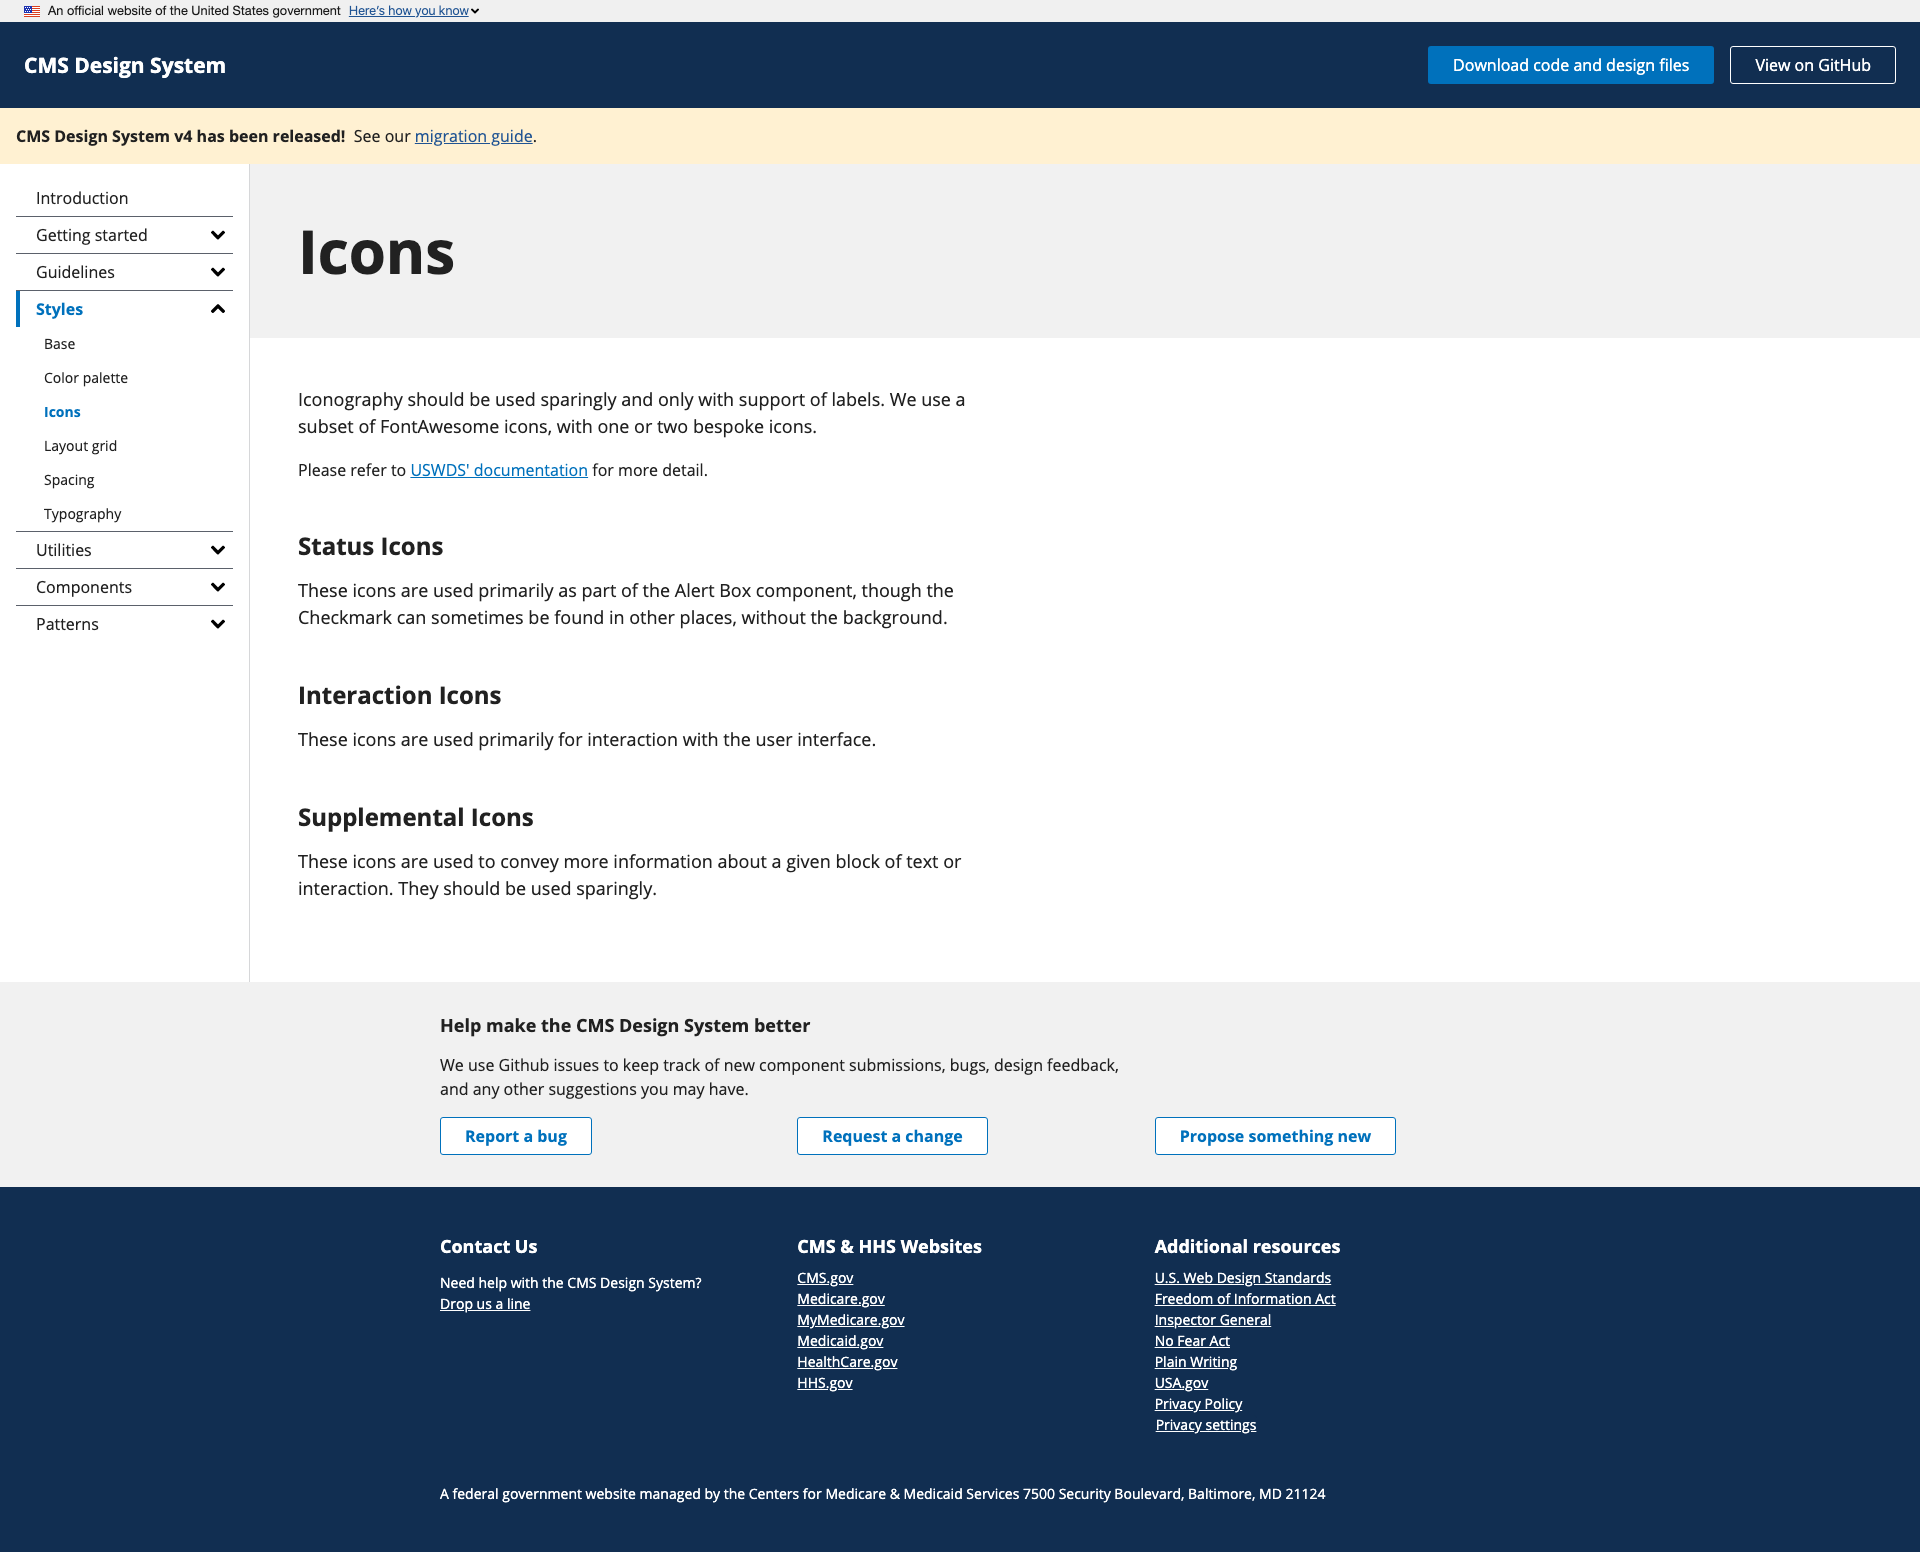 An official website of the United States government Here's how you know
CMS Design System
Download code and design files
View on GitHub
CMS Design System v4 has been released! See our migration guide.
Introduction
Getting started
Guidelines
Styles
Base
Color palette
Icons
Layout grid
Spacing
Typography
Utilities
Components
Patterns
Icons
Iconography should be used sparingly and only with support of labels. We use a
subset of FontAwesome icons, with one or two bespoke icons.
Please refer to USWDS' documentation for more detail.
Status Icons
These icons are used primarily as part of the Alert Box component, though the
Checkmark can sometimes be found in other places, without the background.
Interaction Icons
These icons are used primarily for interaction with the user interface.
Supplemental Icons
These icons are used to convey more information about a given block of text or
interaction. They should be used sparingly.
Help make the CMS Design System better
We use Github issues to keep track of new component submissions, bugs, design feedback,
and any other suggestions you may have.
Report a bug
Request a change
Propose something new
Contact Us
Need help with the CMS Design System?
Drop us a line
CMS & HHS Websites
CMS.gov
Medicare.gov
MyMedicare.gov
Medicaid.gov
HealthCare.gov
HHS.gov
Additional resources
U.S. Web Design Standards
Freedom of Information Act
Inspector General
No Fear Act
Plain Writing
USA.gov
Privacy Policy
Privacy settings
A federal government website managed by the Centers for Medicare & Medicaid Services 7500 Security Boulevard, Baltimore, MD 21124